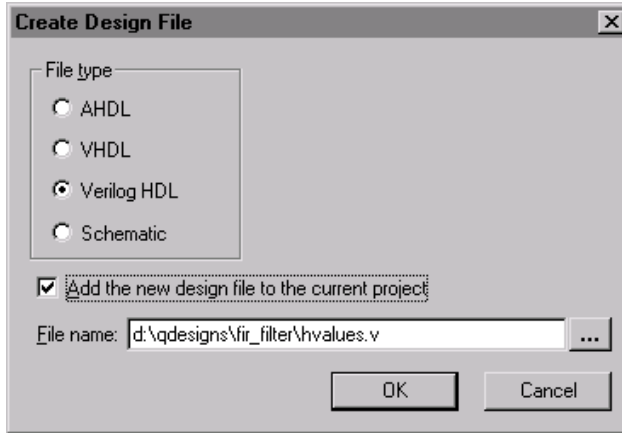 Create Design File
File type
AHDL
VHDL
Verilog HDL
Schematic
Add the new design file to the current project
File name: d:\qdesigns\fir_filter\hvalues.v ...
OK Cancel